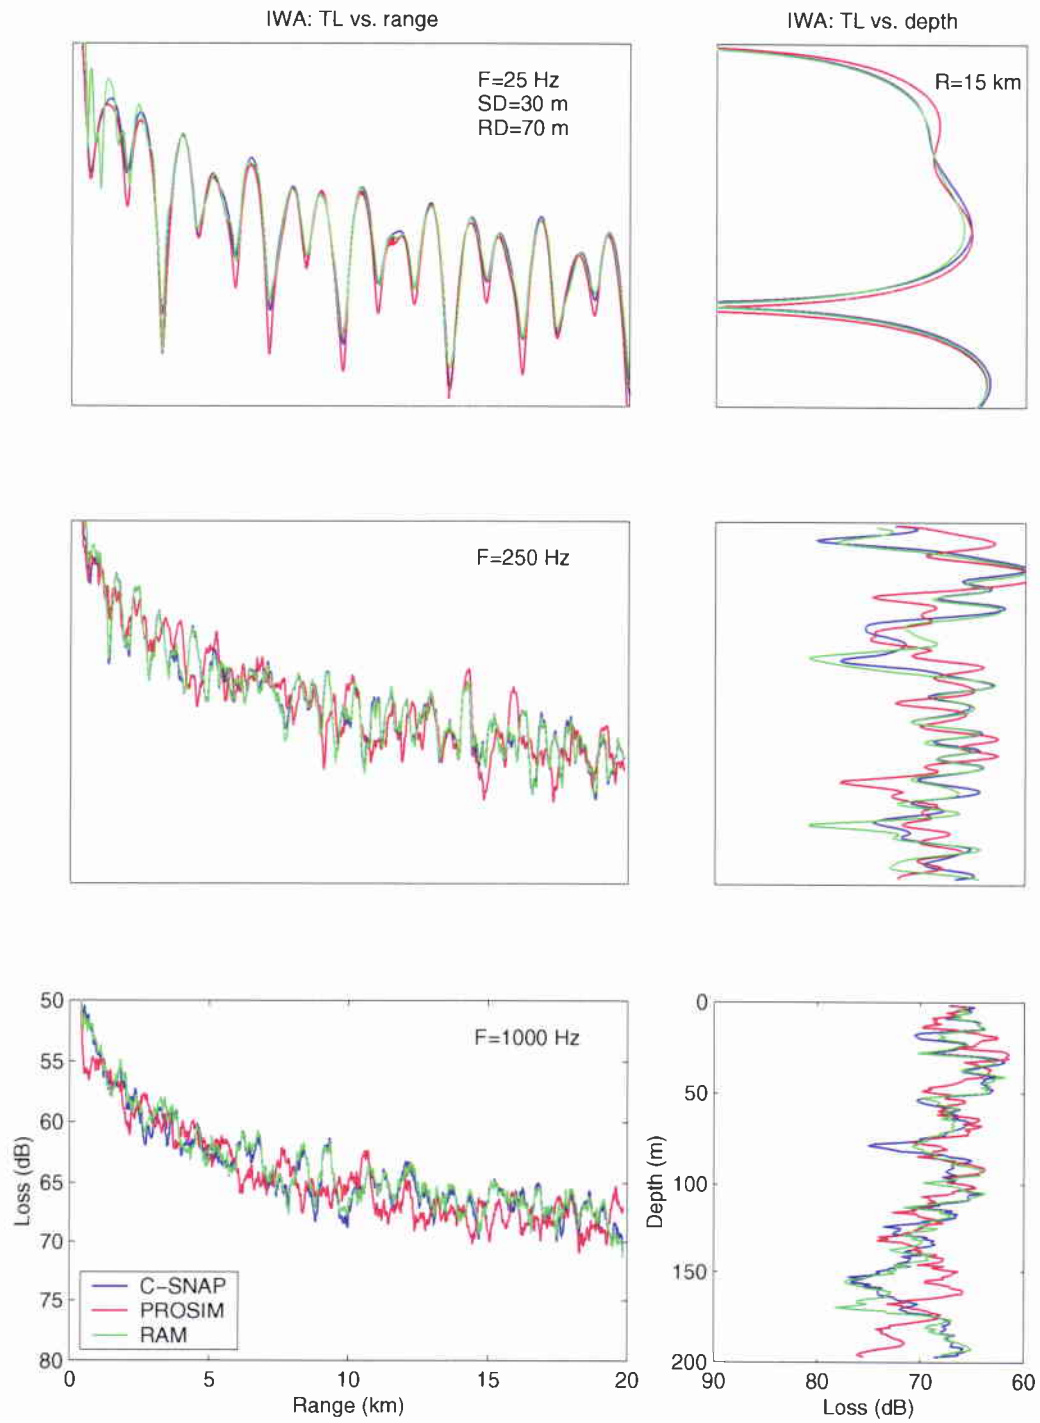 IWA: TL vs. range
IWA: TL vs. depth
F=25 Hz
SD=30 m
RD=70 m
R=15 km
F=250 Hz
F=1000 Hz
50
55
60
65
70
75
80
Loss (dB)
C-SNAP
PROSIM
RAM
0
5
10
15
20
Range (km)
0
50
100
150
200
Depth (m)
90
80
70
60
Loss (dB)